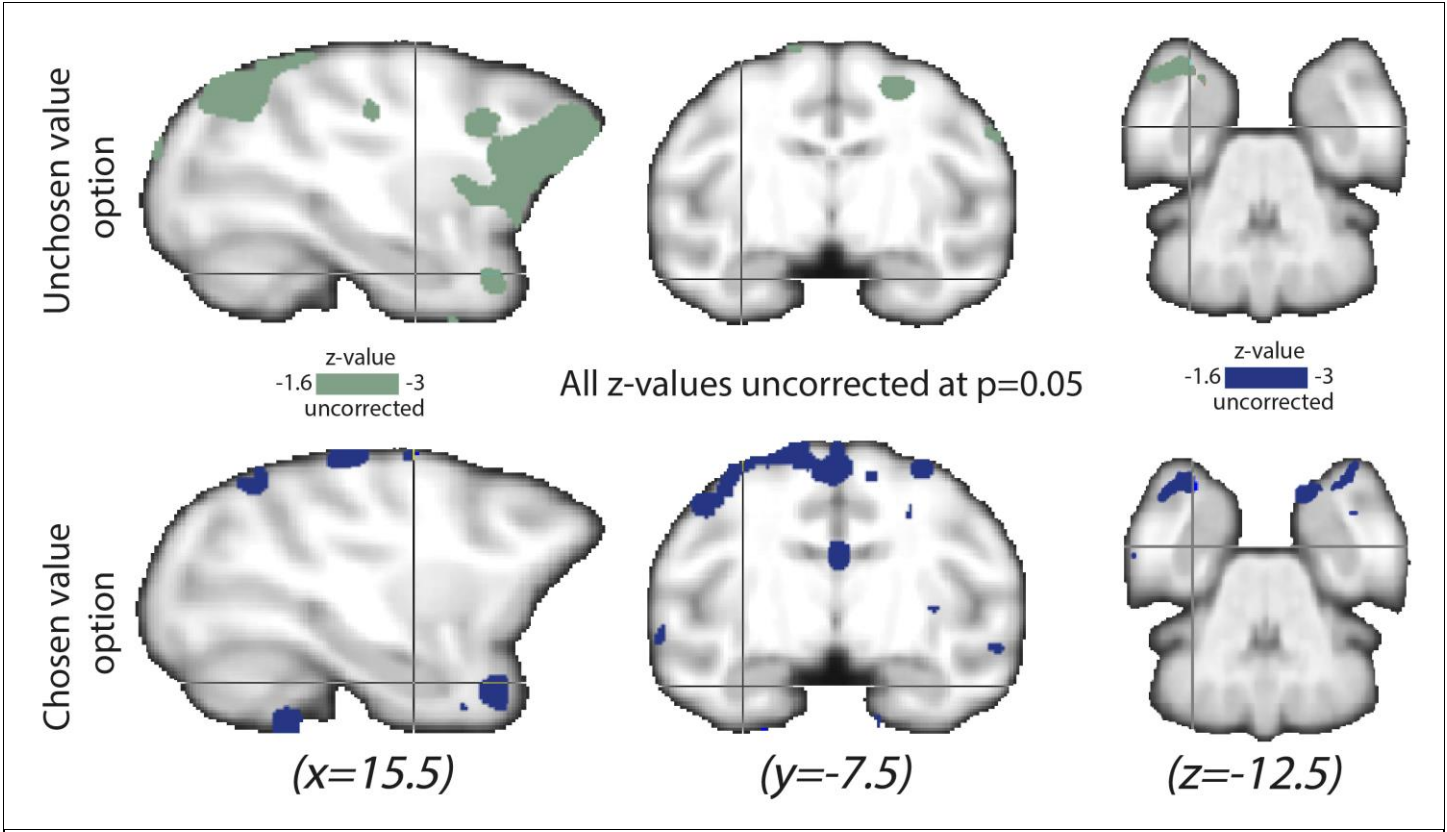 Unchosen value
option
z-value
-1.6 -3
uncorrected
All z-values uncorrected at p=0.05
z-value
-1.6 -3
uncorrected
Chosen value
option
(x=15.5) (y=-7.5) (z=-12.5)